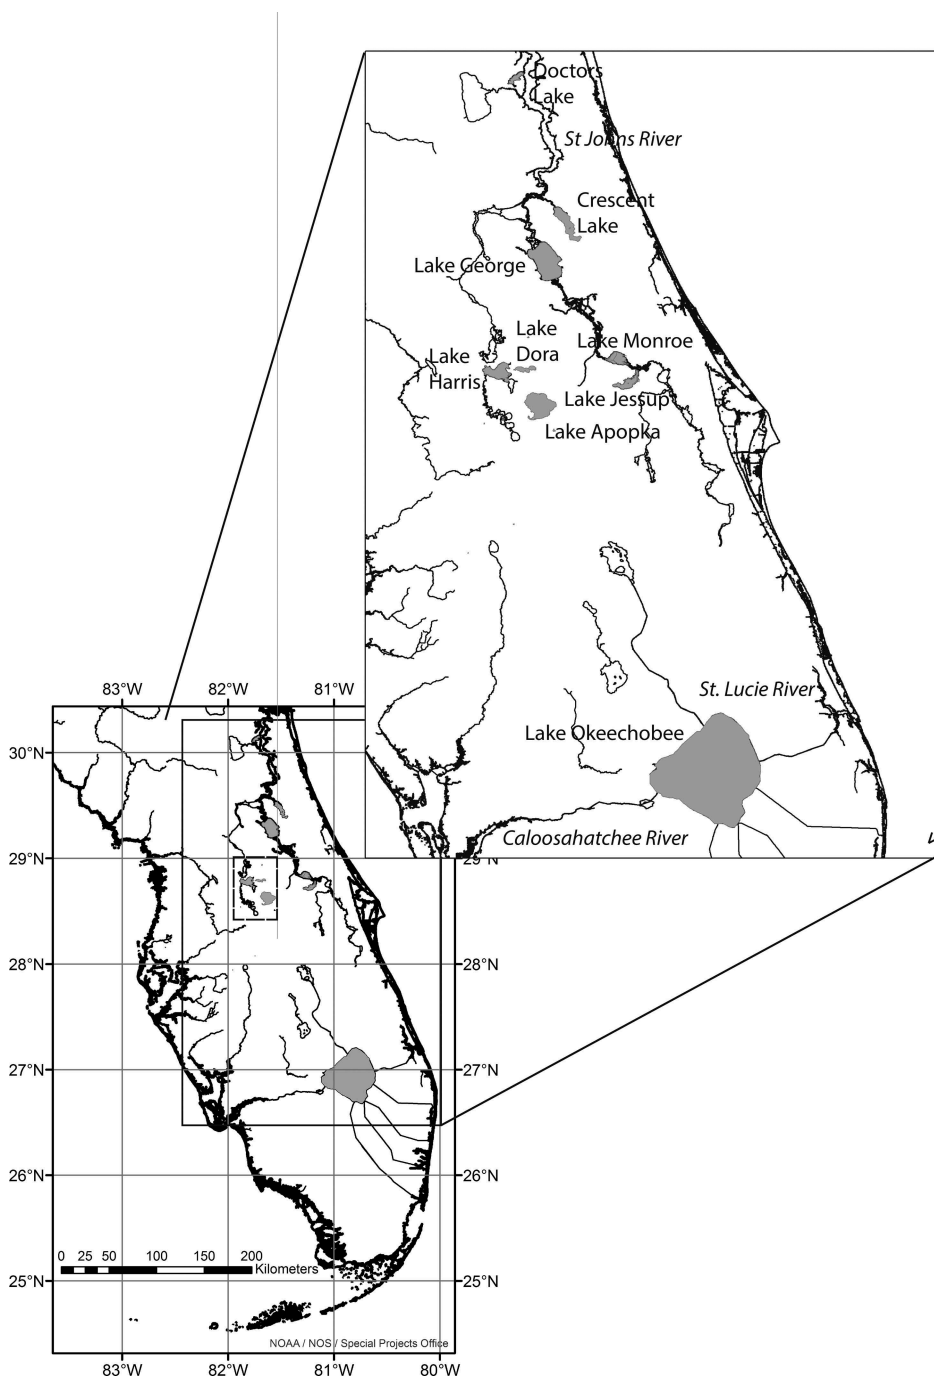 Doctors
Lake
St Johns River
Crescent
Lake
Lake George
Lake
Dora
Lake Monroe
Lake
Harris
Lake Jessup
Lake Apopka
St. Lucie River
Lake Okeechobee
Caloosahatchee River
83°W 82°W 81°W
30°N
29°N 29°N
28°N 28°N
27°N 27°N
26°N 26°N
25°N 25°N
0 25 50 100 150 200
Kilometers
NOAA / NOS / Special Projects Office
83°W 82°W 81°W 80°W